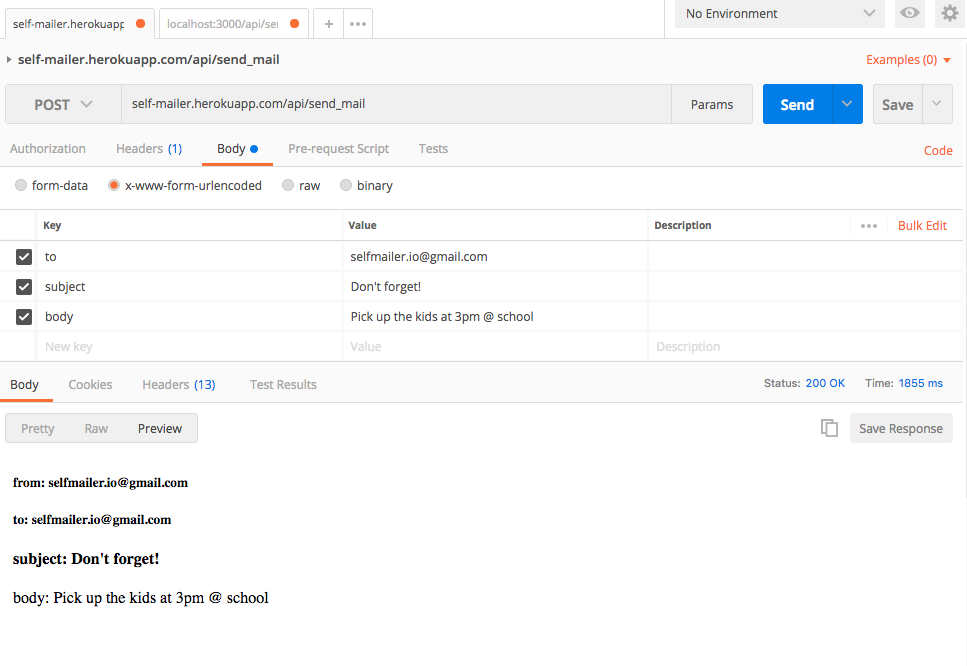 self-mailer.herokuapp localhost:3000/api/sei + ••• No Environment
self-mailer.herokuapp.com/api/send_mail Examples (0)
POST self-mailer.herokuapp.com/api/send_mail Params Send Save
Authorization Headers (1) Body Pre-request Script Tests Code
form-data x-www-form-urlencoded raw binary
Key Value Description ••• Bulk Edit
to selfmailer.io@gmail.com
subject Don't forget!
body Pick up the kids at 3pm @ school
New key Value Description
Body Cookies Headers (13) Test Results Status: 200 OK Time: 1855 ms
Pretty Raw Preview Save Response
from: selfmailer.io@gmail.com
to: selfmailer.io@gmail.com
subject: Don't forget!
body: Pick up the kids at 3pm @ school